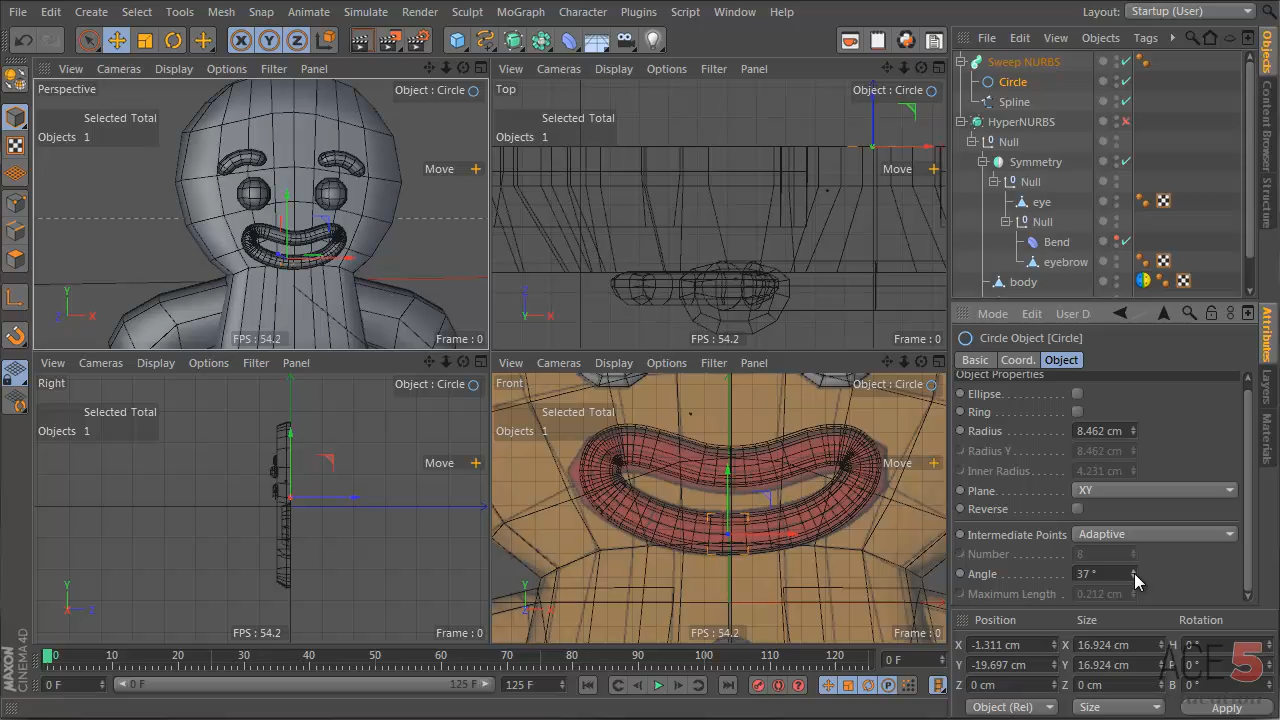 File Edit Create Select Tools Mesh Snap Animate Simulate Render Sculpt MoGraph Character Plugins Script Window Help Layout: Startup (User)
X Y Z
View Cameras Display Options Filter Panel
Perspective Object : Circle
Selected Total
Objects 1
Move
Y
Z X
FPS : 54.2 Frame : 0
View Cameras Display Options Filter Panel
Top Object : Circle
Selected Total
Objects 1
Move
Z
Y X
FPS : 54.2 Frame : 0
View Cameras Display Options Filter Panel
Right Object : Circle
Selected Total
Objects 1
Move
Y
X Z
FPS : 54.2 Frame : 0
View Cameras Display Options Filter Panel
Front Object : Circle
Selected Total
Objects 1
Move
Y
Z X
FPS : 54.2 Frame : 0
File Edit View Objects Tags
Sweep NURBS
Circle
Spline
HyperNURBS
Null
Symmetry
Null
eye
Null
Bend
eyebrow
body
Objects
Content Browser
Structure
Mode Edit User D
Circle Object [Circle]
Basic Coord. Object
Object Properties
Ellipse
Ring
Radius 8.462 cm
Radius Y 8.462 cm
Inner Radius 4.231 cm
Plane XY
Reverse
Intermediate Points Adaptive
Number 8
Angle 37 °
Maximum Length 0.212 cm
Attributes
Layers
Materials
0 10 20 30 40 50 60 70 80 90 100 110 120 0 F
0 F 0 F 125 F 125 F
P
Position Size Rotation
X -1.311 cm X 16.924 cm H 0 °
Y -19.697 cm Y 16.924 cm P 0 °
Z 0 cm Z 0 cm B 0 °
Object (Rel) Size Apply
MAXON CINEMA4D
ACE5